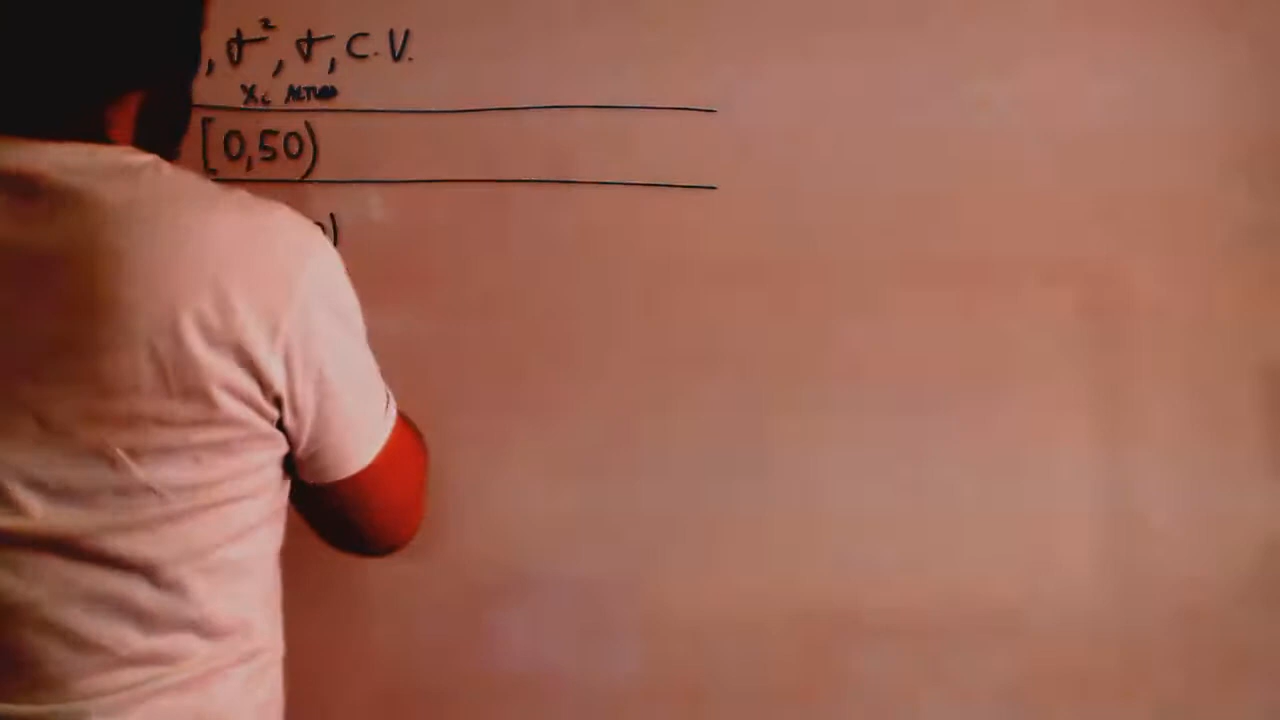 , σ², σ, C.V.
Xi ALTURA
[0,50)
)